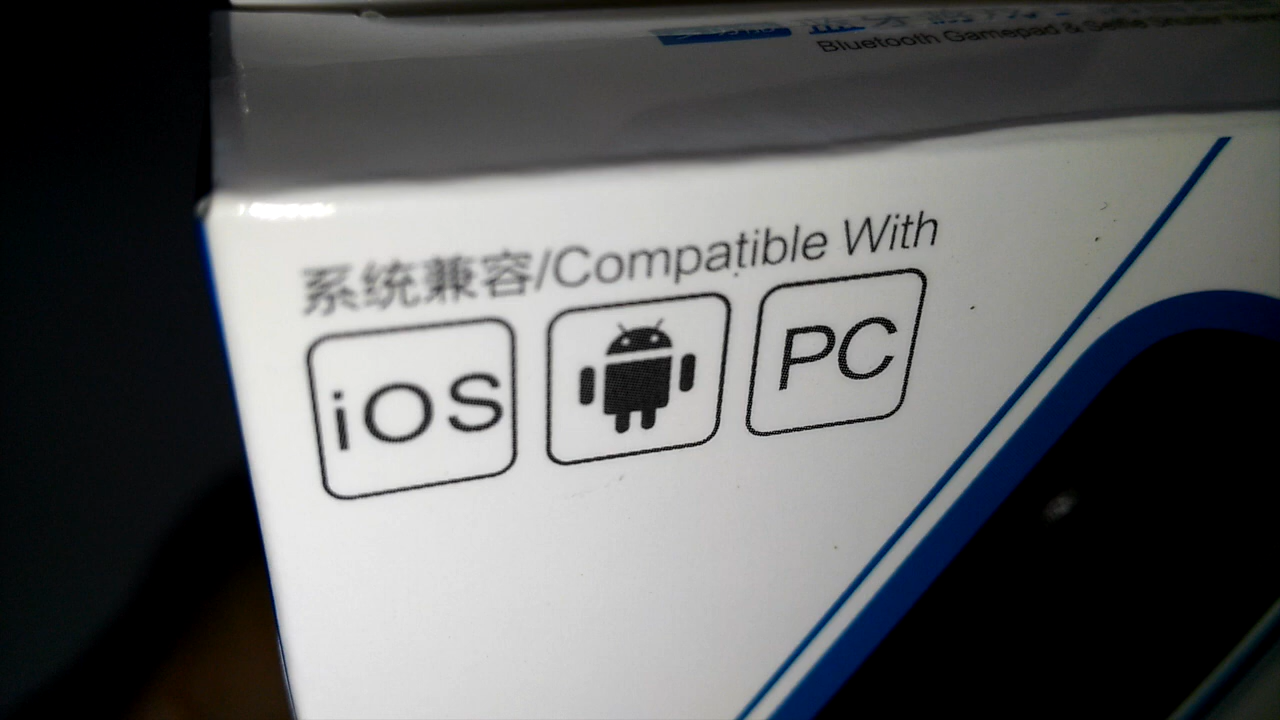 Bluetooth Gamepad & Selfie Shutter
系统兼容/Compatible With
iOS
PC